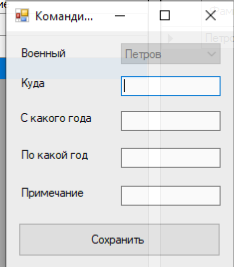 Команди...
Военный
Петров
Куда
С какого года
По какой год
Примечание
Сохранить